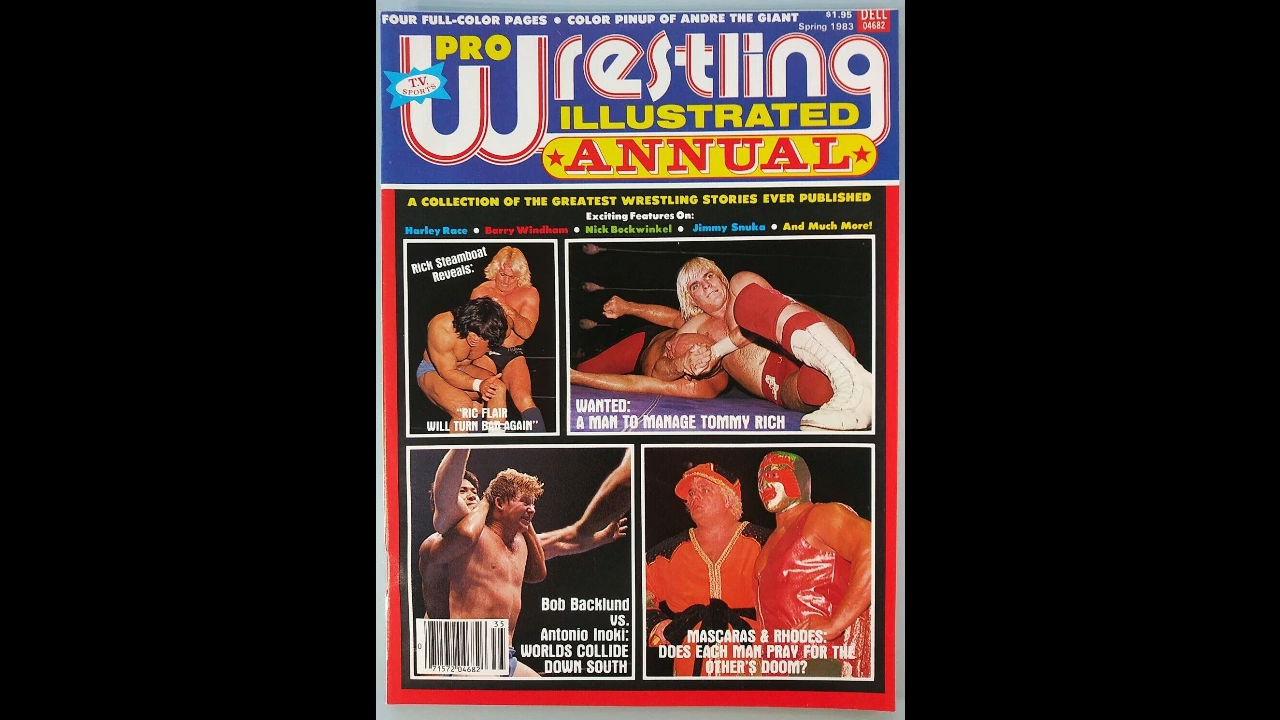 FOUR FULL-COLOR PAGES • COLOR PINUP OF ANDRE THE GIANT
$1.95
Spring 1983
DELL
04682
PRO
Wrestling
T.V.
SPORTS
ILLUSTRATED
★ANNUAL★
A COLLECTION OF THE GREATEST WRESTLING STORIES EVER PUBLISHED
Exciting Features On:
Harley Race • Barry Windham • Nick Bockwinkel • Jimmy Snuka • And Much More!
Rick Steamboat
Reveals:
"RIC FLAIR
WILL TURN BAD AGAIN"
WANTED:
A MAN TO MANAGE TOMMY RICH
Bob Backlund
vs.
Antonio Inoki:
WORLDS COLLIDE
DOWN SOUTH
35
0
71572 04682
MASCARAS & RHODES:
DOES EACH MAN PRAY FOR THE
OTHER'S DOOM?